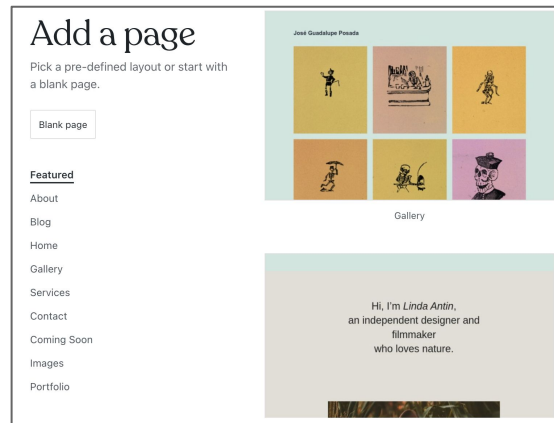 Add a page
Pick a pre-defined layout or start with
a blank page.
Blank page
Featured
About
Blog
Home
Gallery
Services
Contact
Coming Soon
Images
Portfolio
José Guadalupe Posada
Gallery
Hi, I'm Linda Antin,
an independent designer and
filmmaker
who loves nature.